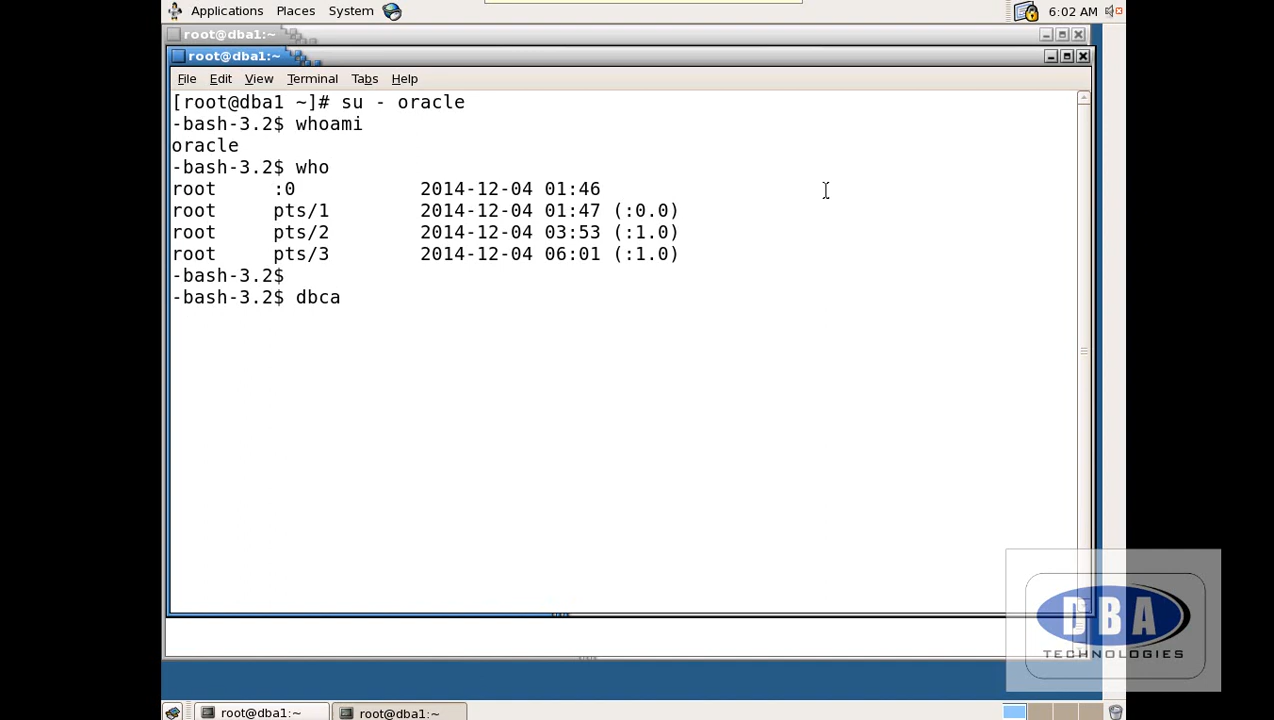 Applications Places System 6:02 AM
root@dba1:~
root@dba1:~
File Edit View Terminal Tabs Help
[root@dba1 ~]# su - oracle
-bash-3.2$ whoami
oracle
-bash-3.2$ who
root     :0           2014-12-04 01:46
root     pts/1        2014-12-04 01:47 (:0.0)
root     pts/2        2014-12-04 03:53 (:1.0)
root     pts/3        2014-12-04 06:01 (:1.0)
-bash-3.2$
-bash-3.2$ dbca
DBA
TECHNOLOGIES
root@dba1:~ root@dba1:~